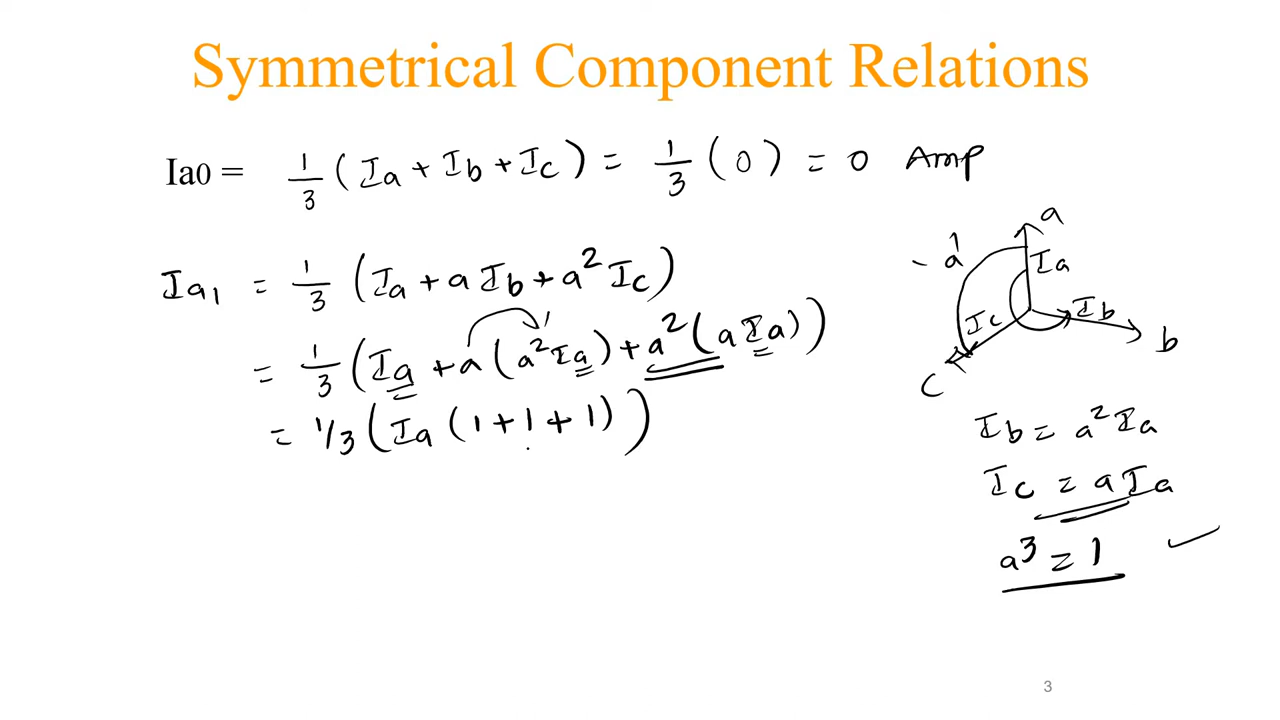 Symmetrical Component Relations
Ia0 = 1/3 (Ia + Ib + Ic) = 1/3 (0) = 0 Amp
Ia1 = 1/3 (Ia + a Ib + a² Ic)
= 1/3 (Ia + a (a² Ia) + a² (a Ia))
= 1/3 (Ia (1 + 1 + 1))
a
a
Ia
Ic
Ib
b
c
Ib = a² Ia
Ic = a Ia
a³ = 1
3